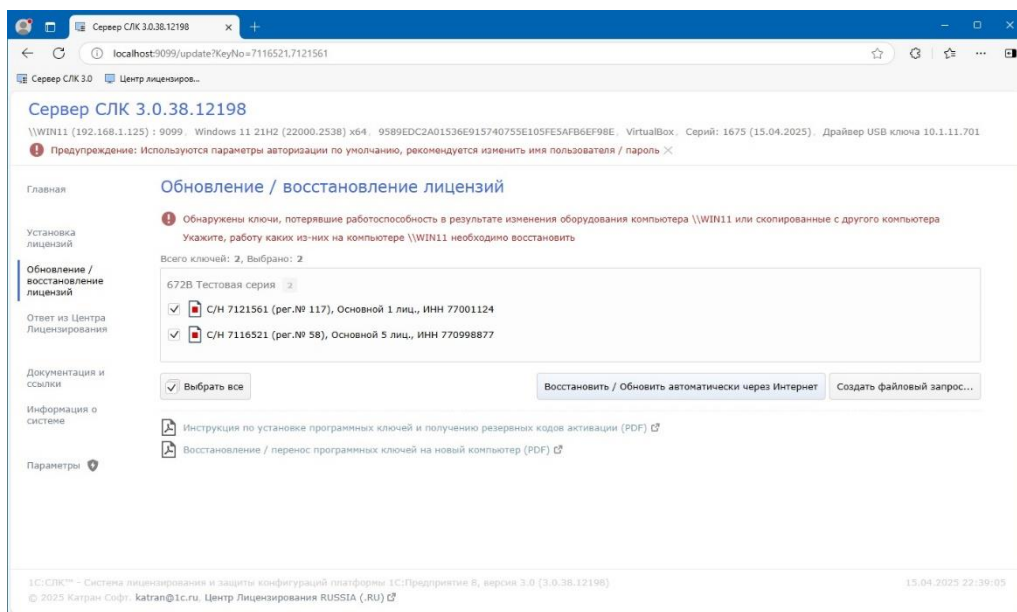 Сервер СЛК 3.0.38.12198
localhost:9099/update?KeyNo=7116521,7121561
Сервер СЛК 3.0
Центр лицензиров...
Сервер СЛК 3.0.38.12198
\\WIN11 (192.168.1.125) : 9099, Windows 11 21H2 (22000.2538) x64, 9589EDC2A01536E915740755E105FE5AFB6EF98E, VirtualBox, Серий: 1675 (15.04.2025), Драйвер USB ключа 10.1.11.701
Предупреждение: Используются параметры авторизации по умолчанию, рекомендуется изменить имя пользователя / пароль
Главная
Установка
лицензий
Обновление /
восстановление
лицензий
Ответ из Центра
Лицензирования
Документация и
ссылки
Информация о
системе
Параметры
Обновление / восстановление лицензий
Обнаружены ключи, потерявшие работоспособность в результате изменения оборудования компьютера \\WIN11 или скопированные с другого компьютера
Укажите, работу каких из-них на компьютере \\WIN11 необходимо восстановить
Всего ключей: 2, Выбрано: 2
672B Тестовая серия 2
С/Н 7121561 (рег.№ 117), Основной 1 лиц., ИНН 77001124
С/Н 7116521 (рег.№ 58), Основной 5 лиц., ИНН 770998877
Выбрать все
Восстановить / Обновить автоматически через Интернет
Создать файловый запрос...
Инструкция по установке программных ключей и получению резервных кодов активации (PDF)
Восстановление / перенос программных ключей на новый компьютер (PDF)
1С:СЛК™ – Система лицензирования и защиты конфигураций платформы 1С:Предприятие 8, версия 3.0 (3.0.38.12198)
15.04.2025 22:39:05
© 2025 Катран Софт. katran@1c.ru, Центр Лицензирования RUSSIA (.RU)